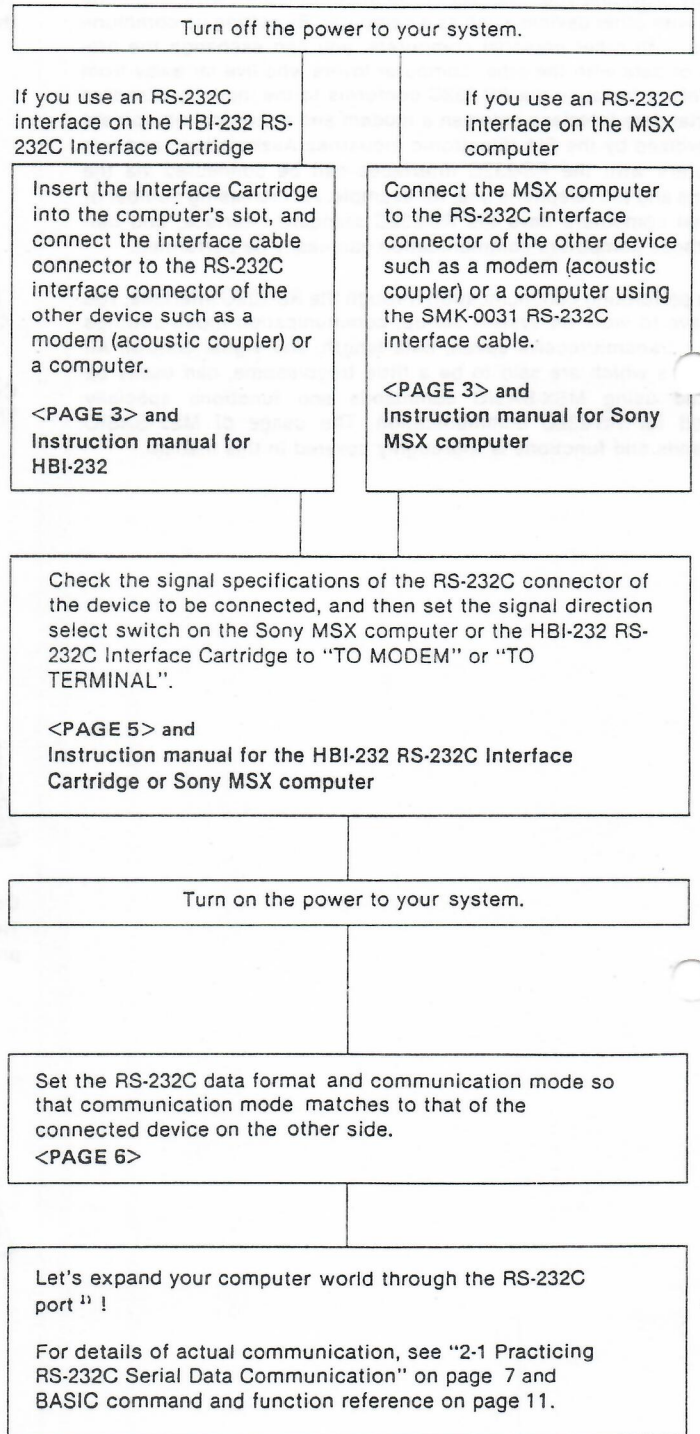 Turn off the power to your system.
If you use an RS-232C
interface on the HBI-232 RS-
232C Interface Cartridge
If you use an RS-232C
interface on the MSX
computer
Insert the Interface Cartridge
into the computer's slot, and
connect the interface cable
connector to the RS-232C
interface connector of the
other device such as a
modem (acoustic coupler) or
a computer.
<PAGE 3> and
Instruction manual for
HBI-232
Connect the MSX computer
to the RS-232C interface
connector of the other device
such as a modem (acoustic
coupler) or a computer using
the SMK-0031 RS-232C
interface cable.
<PAGE 3> and
Instruction manual for Sony
MSX computer
Check the signal specifications of the RS-232C connector of
the device to be connected, and then set the signal direction
select switch on the Sony MSX computer or the HBI-232 RS-
232C Interface Cartridge to "TO MODEM" or "TO
TERMINAL".
<PAGE 5> and
Instruction manual for the HBI-232 RS-232C Interface
Cartridge or Sony MSX computer
Turn on the power to your system.
Set the RS-232C data format and communication mode so
that communication mode matches to that of the
connected device on the other side.
<PAGE 6>
Let's expand your computer world through the RS-232C
port 1) !
For details of actual communication, see "2-1 Practicing
RS-232C Serial Data Communication" on page 7 and
BASIC command and function reference on page 11.